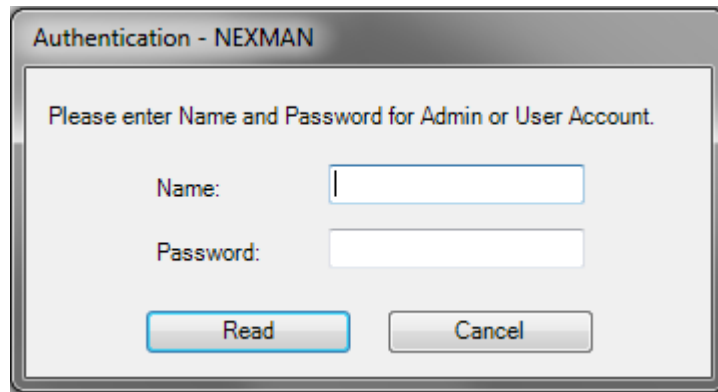 Authentication - NEXMAN
Please enter Name and Password for Admin or User Account.
Name:
Password:
Read Cancel